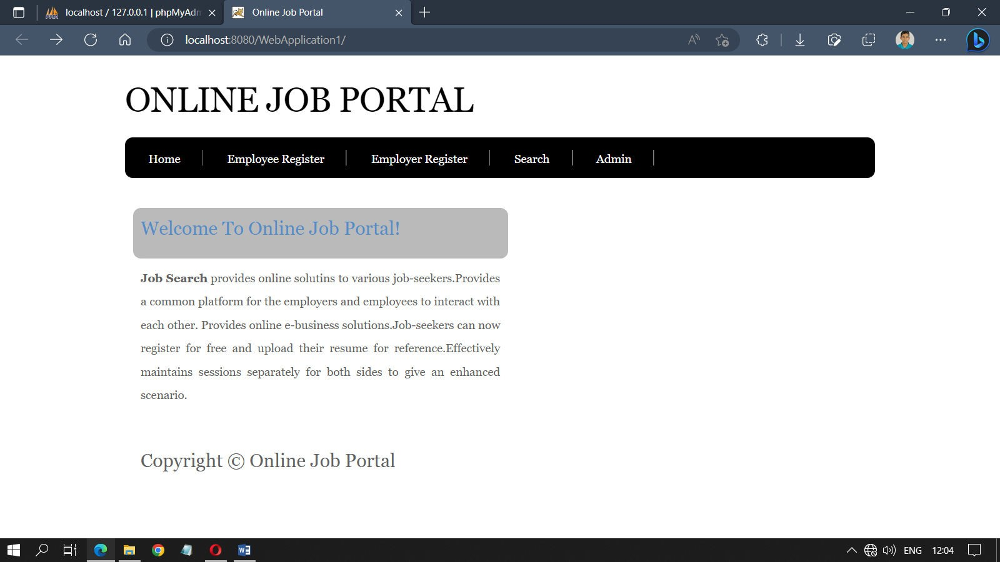 localhost / 127.0.0.1 | phpMyAdm
Online Job Portal
localhost:8080/WebApplication1/
ONLINE JOB PORTAL
Home Employee Register Employer Register Search Admin
Welcome To Online Job Portal!
Job Search provides online solutins to various job-seekers.Provides
a common platform for the employers and employees to interact with
each other. Provides online e-business solutions.Job-seekers can now
register for free and upload their resume for reference.Effectively
maintains sessions separately for both sides to give an enhanced
scenario.
Copyright © Online Job Portal
ENG 12:04